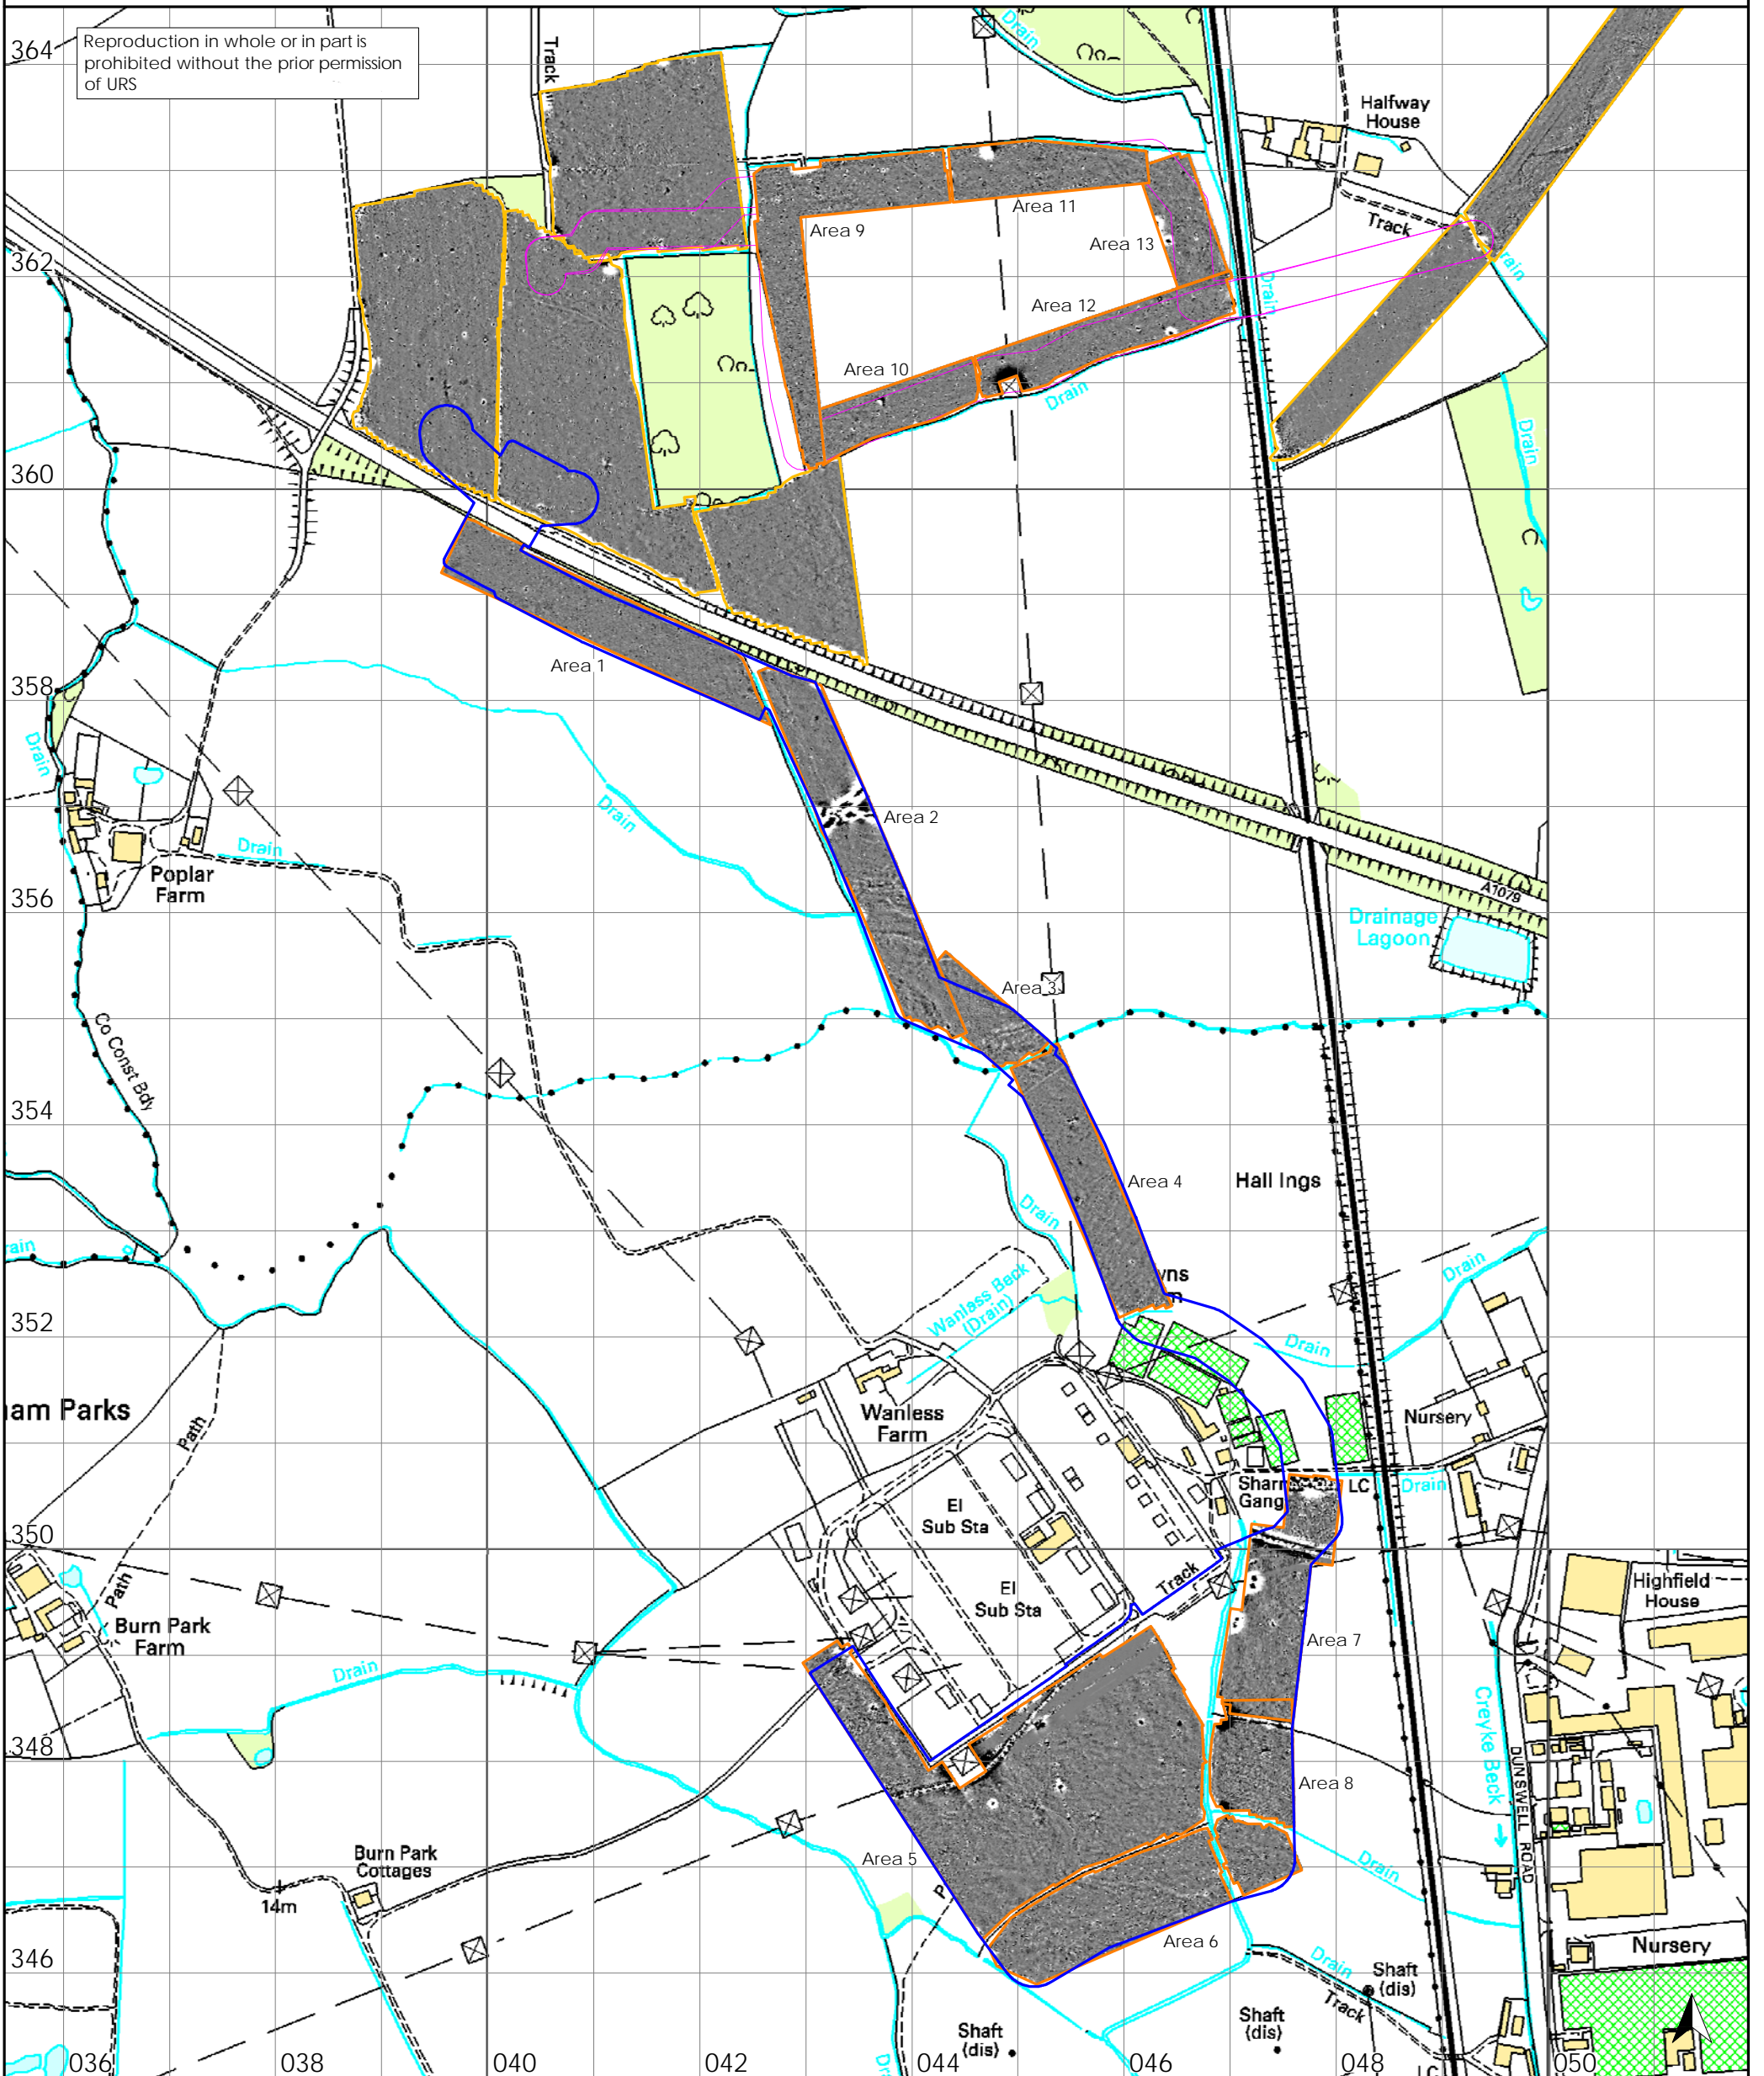 Reproduction in whole or in part is
prohibited without the prior permission
of URS
364
Track
Drain
Halfway
House
Track
Area 11
Area 9
Area 13
362
Drain
Area 12
Area 10
Drain
Drain
360
Area 1
358
Drain
Area 2
Drain
Drain
Poplar
Farm
A1079
356
Drainage
Lagoon
Area 3
Co Const Bdy
354
Area 4
Hall Ings
Drain
Drain
352
Wanless Beck
(Drain)
Drain
Path
Wanless
Farm
Nursery
El
Sub Sta
LC
Drain
350
Track
El
Sub Sta
Path
Highfield
House
Burn Park
Farm
Area 7
Drain
Creyke Beck
348
DUNSWELL ROAD
Area 8
Burn Park
Cottages
Area 5
Drain
14m
P
Area 6
Nursery
346
Drain
Shaft
(dis)
Track
Shaft
(dis)
Shaft
(dis)
036
038
040
042
044
046
048
050
LC